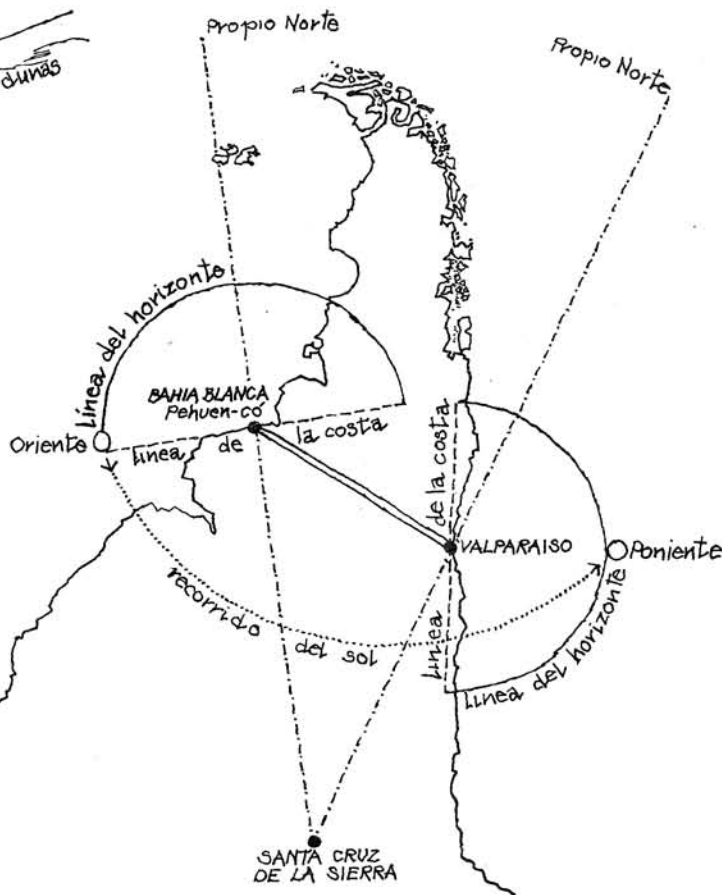 dunas
Propio Norte
Propio Norte
Línea del horizonte
BAHIA BLANCA
Pehuen-có
Oriente
línea de la costa
de la costa
línea
VALPARAISO
Poniente
línea del horizonte
recorrido del sol
SANTA CRUZ
DE LA SIERRA